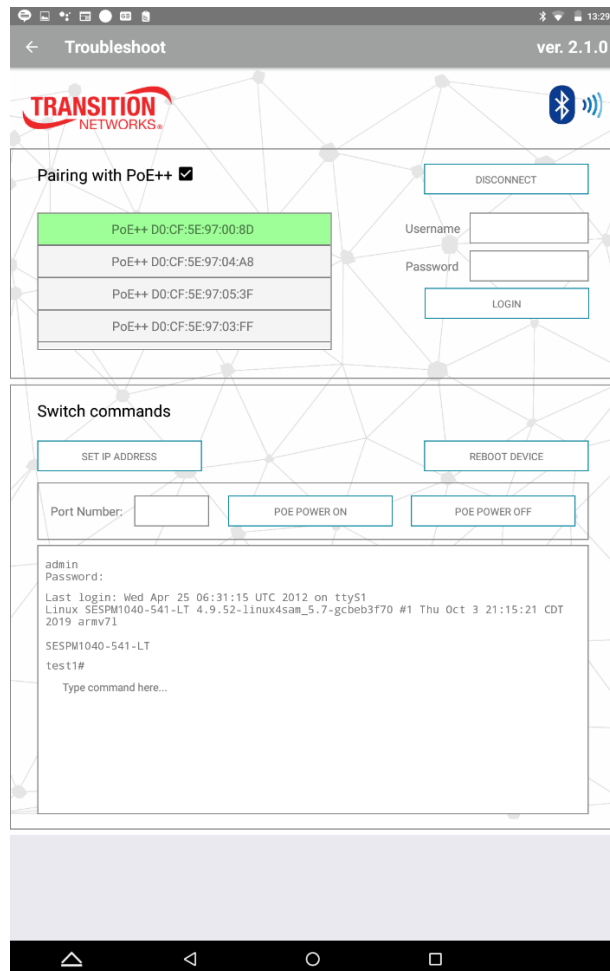 13:29
Troubleshoot
ver. 2.1.0
TRANSITION
NETWORKS®
Pairing with PoE++
DISCONNECT
PoE++ D0:CF:5E:97:00:8D
PoE++ D0:CF:5E:97:04:A8
PoE++ D0:CF:5E:97:05:3F
PoE++ D0:CF:5E:97:03:FF
Username
Password
LOGIN
Switch commands
SET IP ADDRESS
REBOOT DEVICE
Port Number:
POE POWER ON
POE POWER OFF
admin
Password:
Last login: Wed Apr 25 06:31:15 UTC 2012 on ttyS1
Linux SESPM1040-541-LT 4.9.52-linux4sam_5.7-gcbeb3f70 #1 Thu Oct 3 21:15:21 CDT
2019 armv7l
SESPM1040-541-LT
test1#
Type command here...